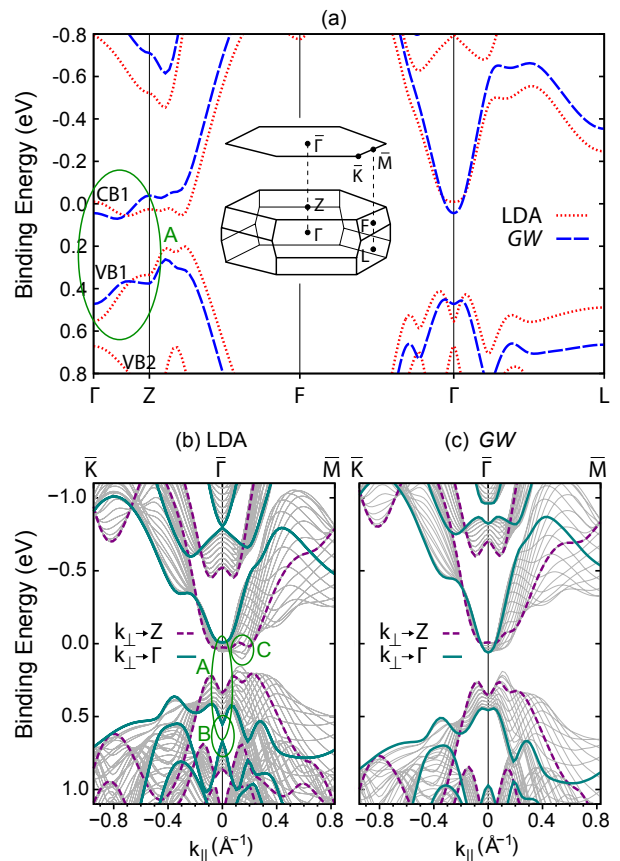 (a)
Binding Energy (eV)
-0.8
-0.6
-0.4
-0.2
0.0
0.2
0.4
0.6
0.8
CB1
VB1
VB2
A
Γ̄
K̄
M̄
Z
Γ
F
L
LDA
GW
Γ
Z
F
Γ
L
(b) LDA
(c) GW
K̄
Γ̄
M̄
K̄
Γ̄
M̄
Binding Energy (eV)
−1.0
−0.5
0.0
0.5
1.0
k⊥→Z
k⊥→Γ
A
B
C
k⊥→Z
k⊥→Γ
-0.8
-0.4
0
0.4
0.8
-0.8
-0.4
0
0.4
0.8
k|| (Å⁻¹)
k|| (Å⁻¹)